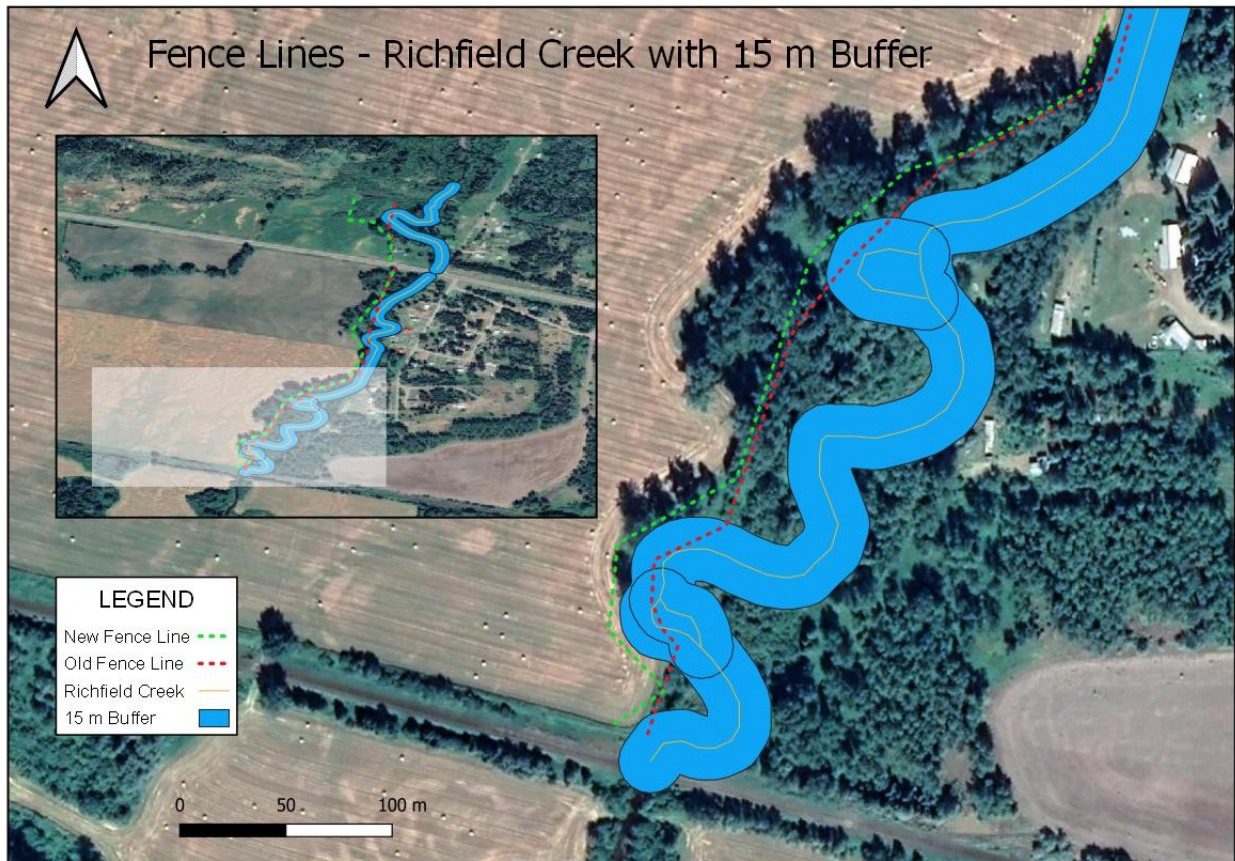 Fence Lines - Richfield Creek with 15 m Buffer
LEGEND
New Fence Line
Old Fence Line
Richfield Creek
15 m Buffer
0 50 100 m